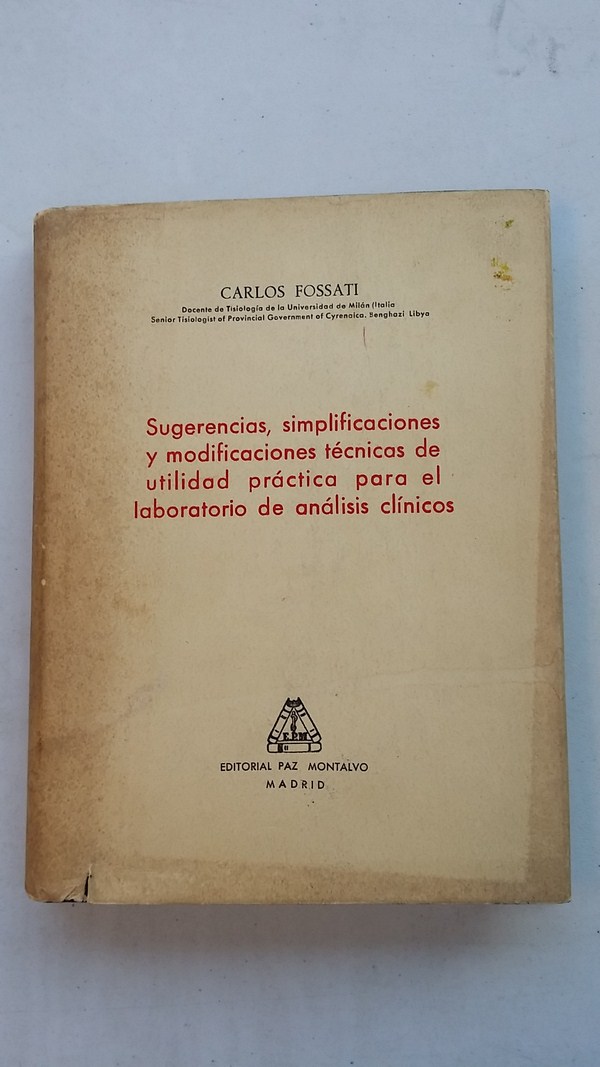 CARLOS FOSSATI
Docente de Tisiología de la Universidad de Milán (Italia
Senior Tisiologist of Provincial Government of Cyrenaica. Benghazi Libya
Sugerencias, simplificaciones
y modificaciones técnicas de
utilidad práctica para el
laboratorio de análisis clínicos
E.P.M
EDITORIAL PAZ MONTALVO
MADRID